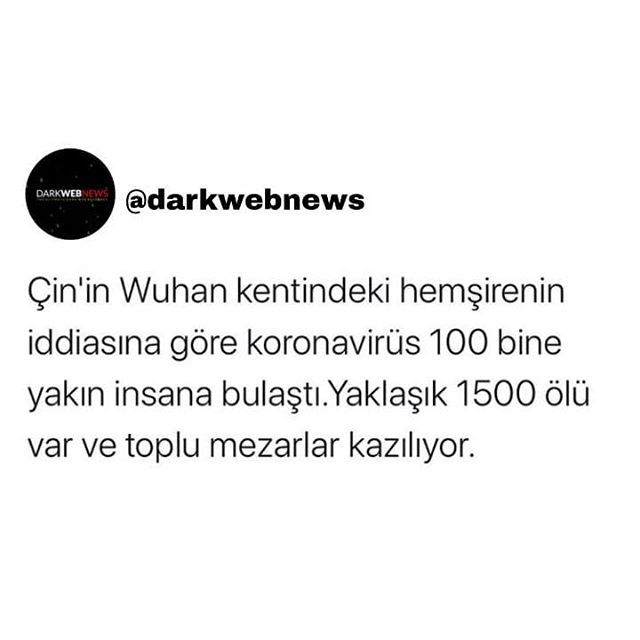 DARKWEBNEWS
@darkwebnews
Çin'in Wuhan kentindeki hemşirenin
iddiasına göre koronavirüs 100 bine
yakın insana bulaştı.Yaklaşık 1500 ölü
var ve toplu mezarlar kazılıyor.